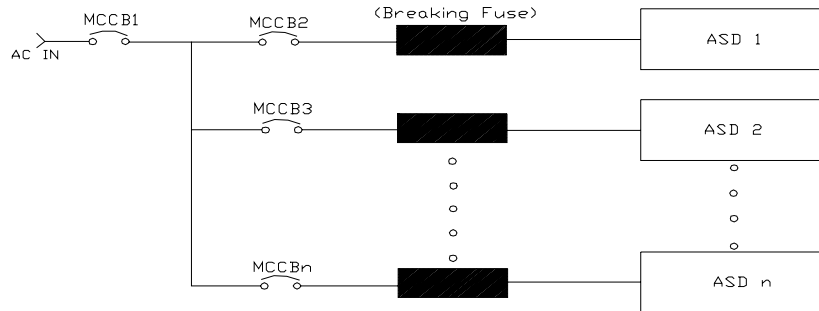 (Breaking Fuse)
MCCB1
MCCB2
ASD 1
AC IN
MCCB3
ASD 2
MCCBn
ASD n